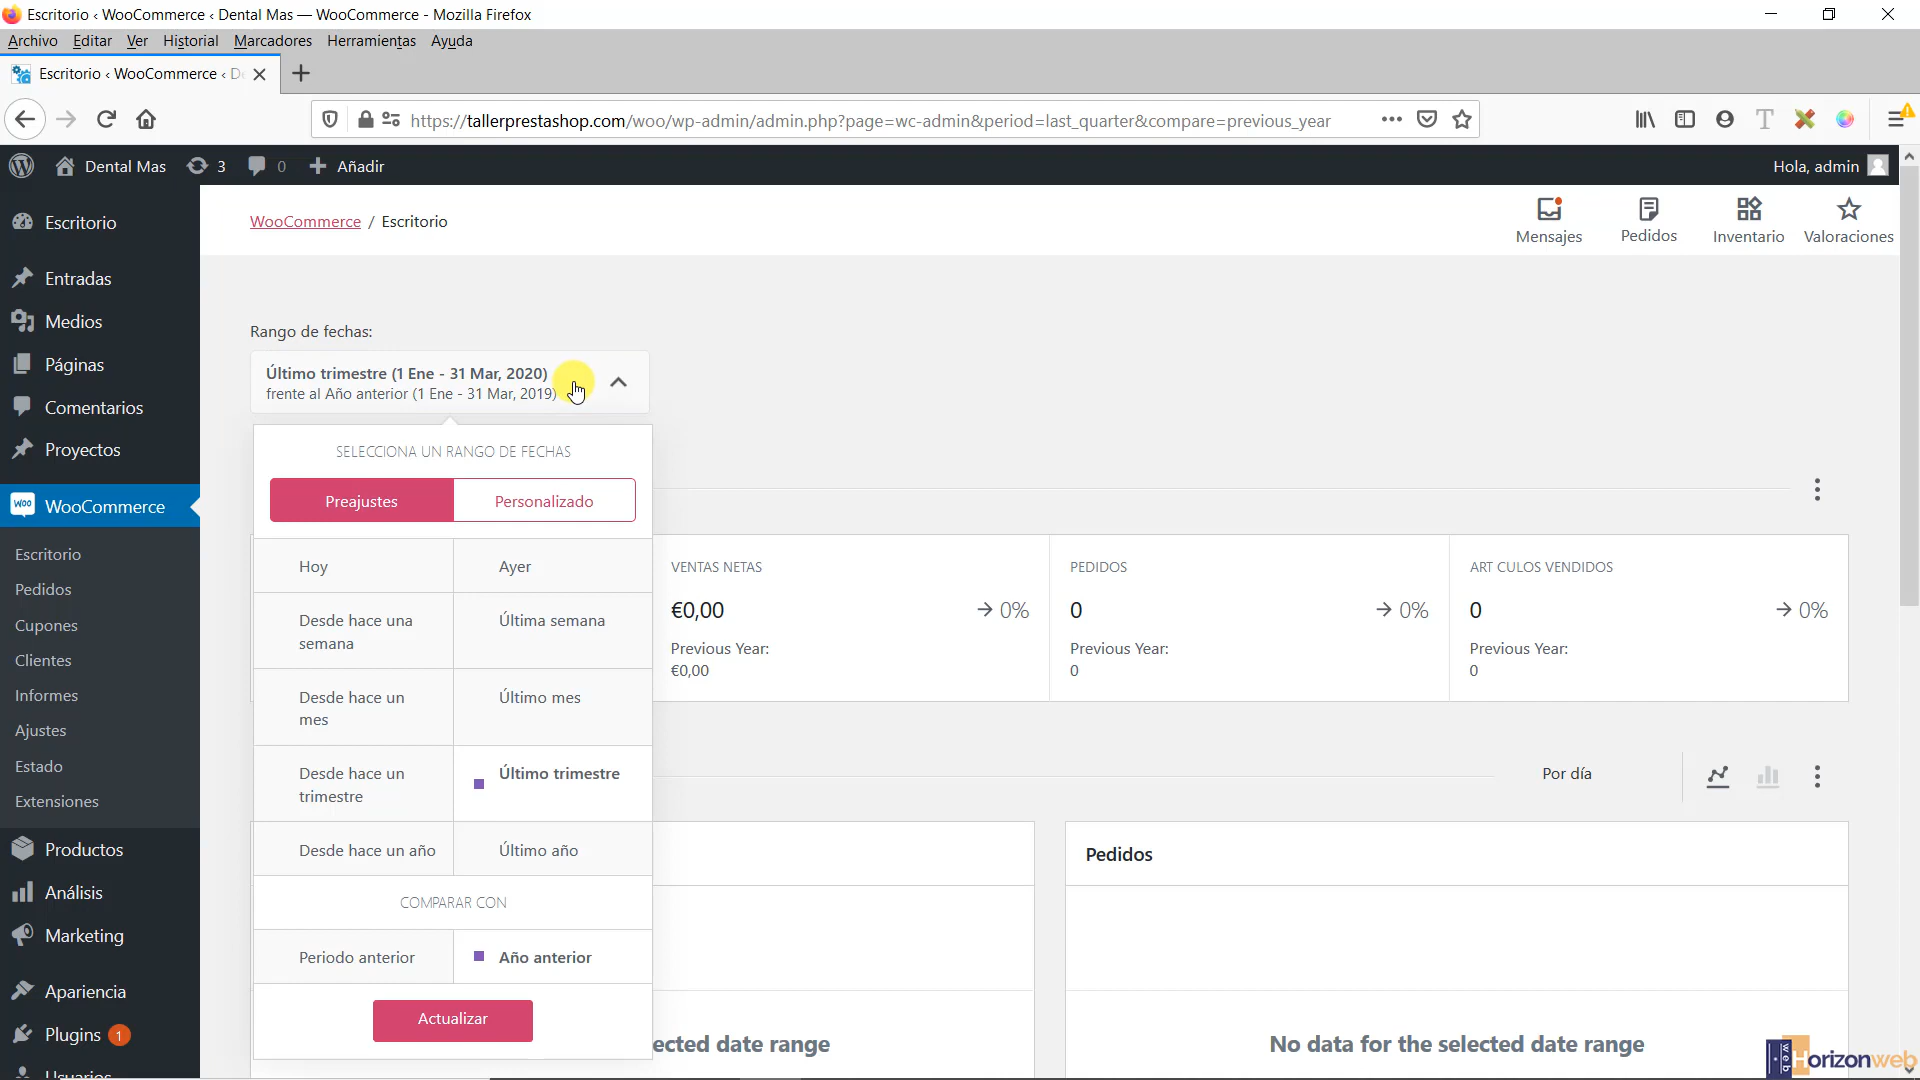 Escritorio ‹ WooCommerce ‹ Dental Mas — WooCommerce - Mozilla Firefox
Archivo Editar Ver Historial Marcadores Herramientas Ayuda
Escritorio ‹ WooCommerce ‹ D
https://tallerprestashop.com/woo/wp-admin/admin.php?page=wc-admin&period=last_quarter&compare=previous_year
Dental Mas 3 0 Añadir
Hola, admin
Escritorio
Entradas
Medios
Páginas
Comentarios
Proyectos
WooCommerce
Escritorio
Pedidos
Cupones
Clientes
Informes
Ajustes
Estado
Extensiones
Productos
Análisis
Marketing
Apariencia
Plugins 1
Usuarios
WooCommerce / Escritorio
Mensajes
Pedidos
Inventario
Valoraciones
Rango de fechas:
Último trimestre (1 Ene - 31 Mar, 2020)
frente al Año anterior (1 Ene - 31 Mar, 2019)
SELECCIONA UN RANGO DE FECHAS
Preajustes
Personalizado
Hoy
Ayer
Desde hace una
semana
Última semana
Desde hace un
mes
Último mes
Desde hace un
trimestre
Último trimestre
Desde hace un año
Último año
COMPARAR CON
Periodo anterior
Año anterior
Actualizar
VENTAS NETAS
€0,00
0%
Previous Year:
€0,00
PEDIDOS
0
0%
Previous Year:
0
ART CULOS VENDIDOS
0
0%
Previous Year:
0
Por día
Pedidos
ected date range
No data for the selected date range
Horizonweb
web